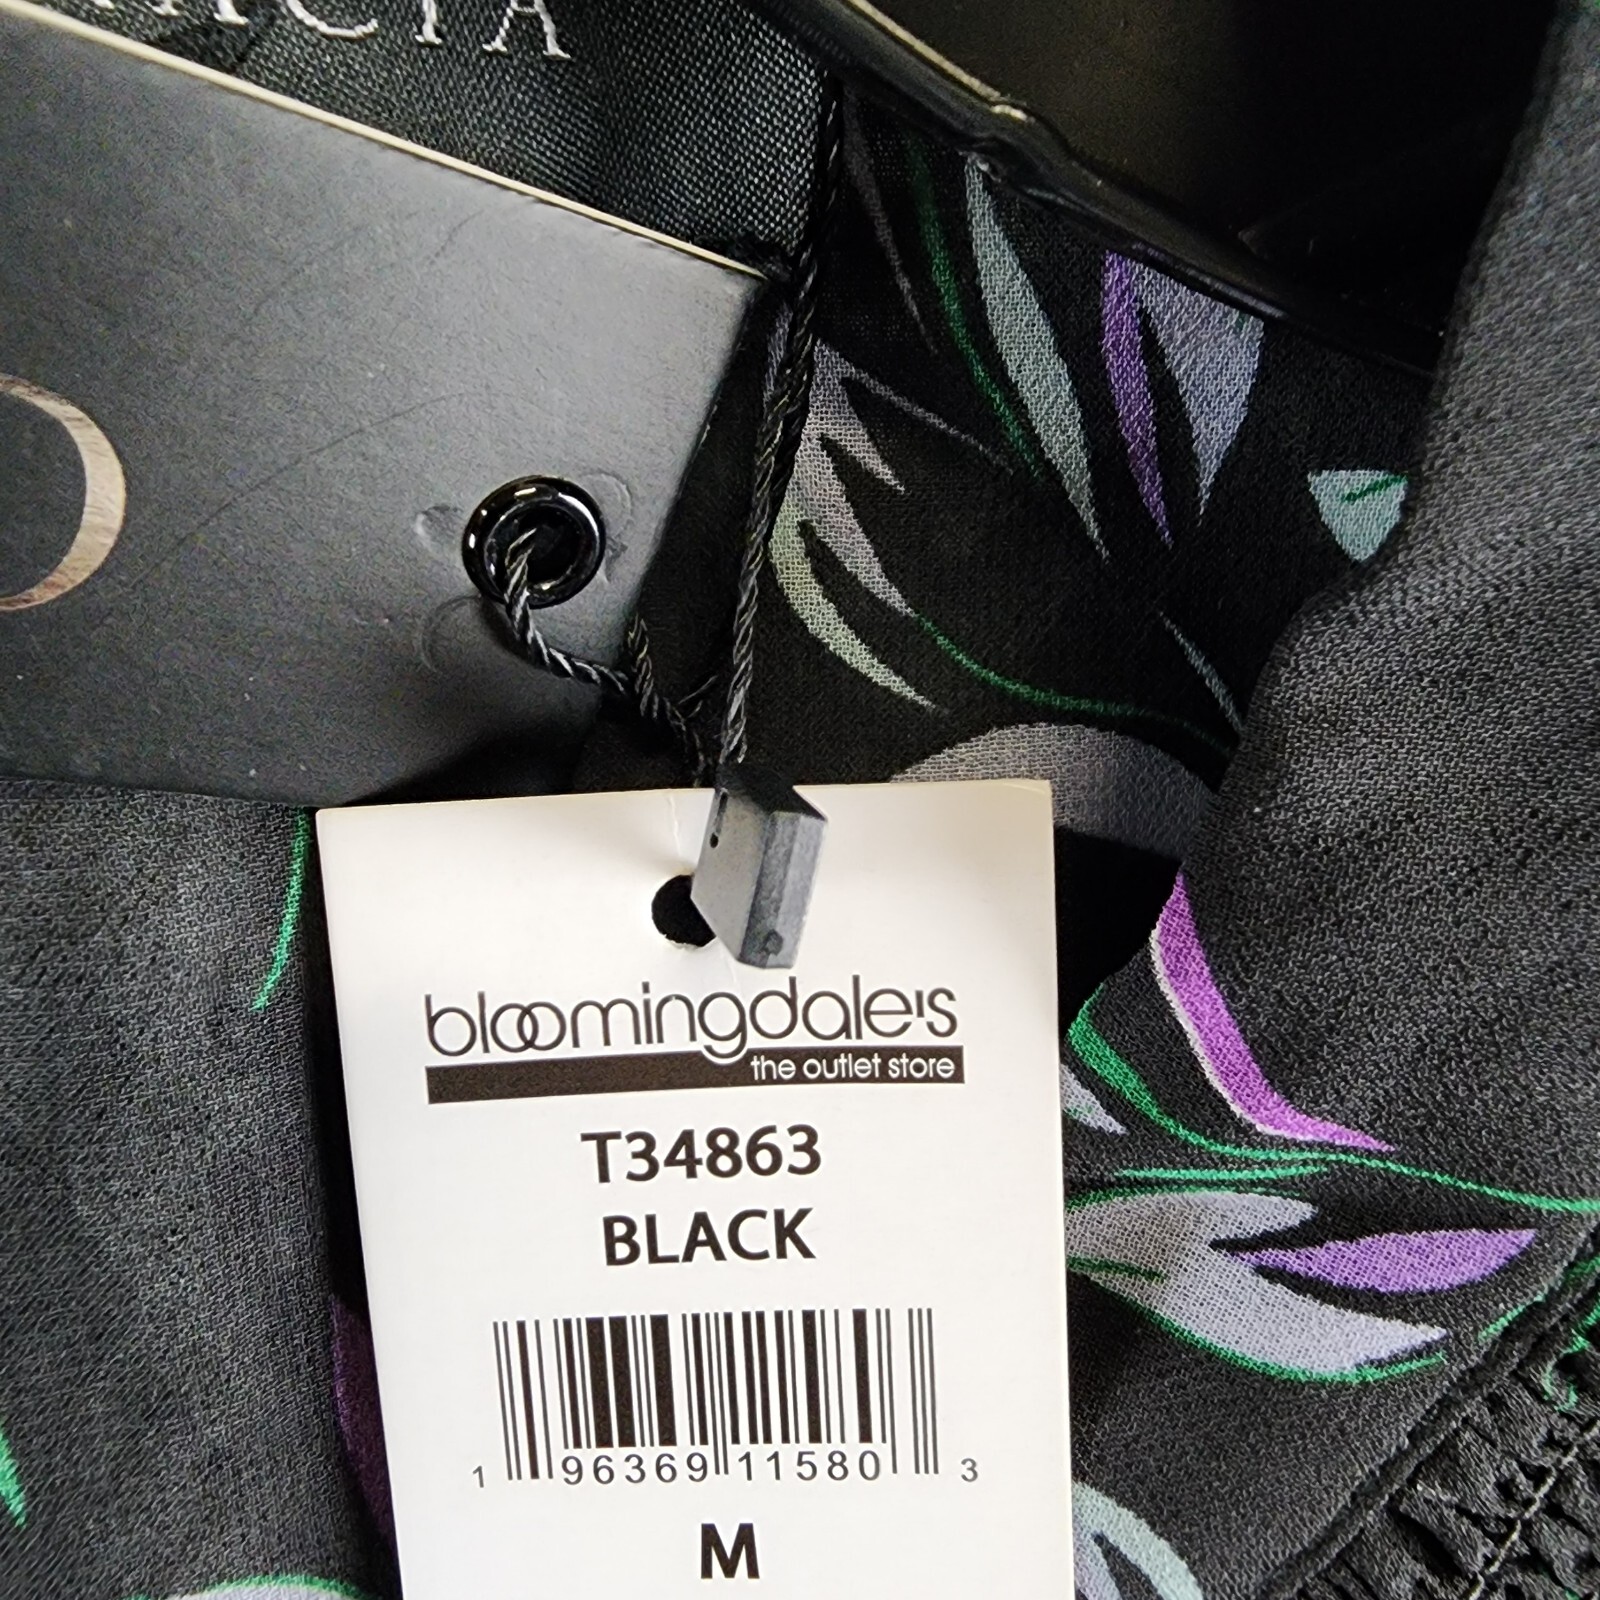 bloomingdale's
the outlet store
T34863
BLACK
1 96369 11580 3
M